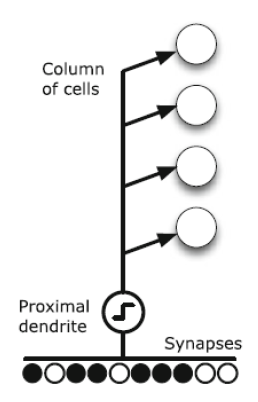 Column
of cells
Proximal
dendrite
Synapses